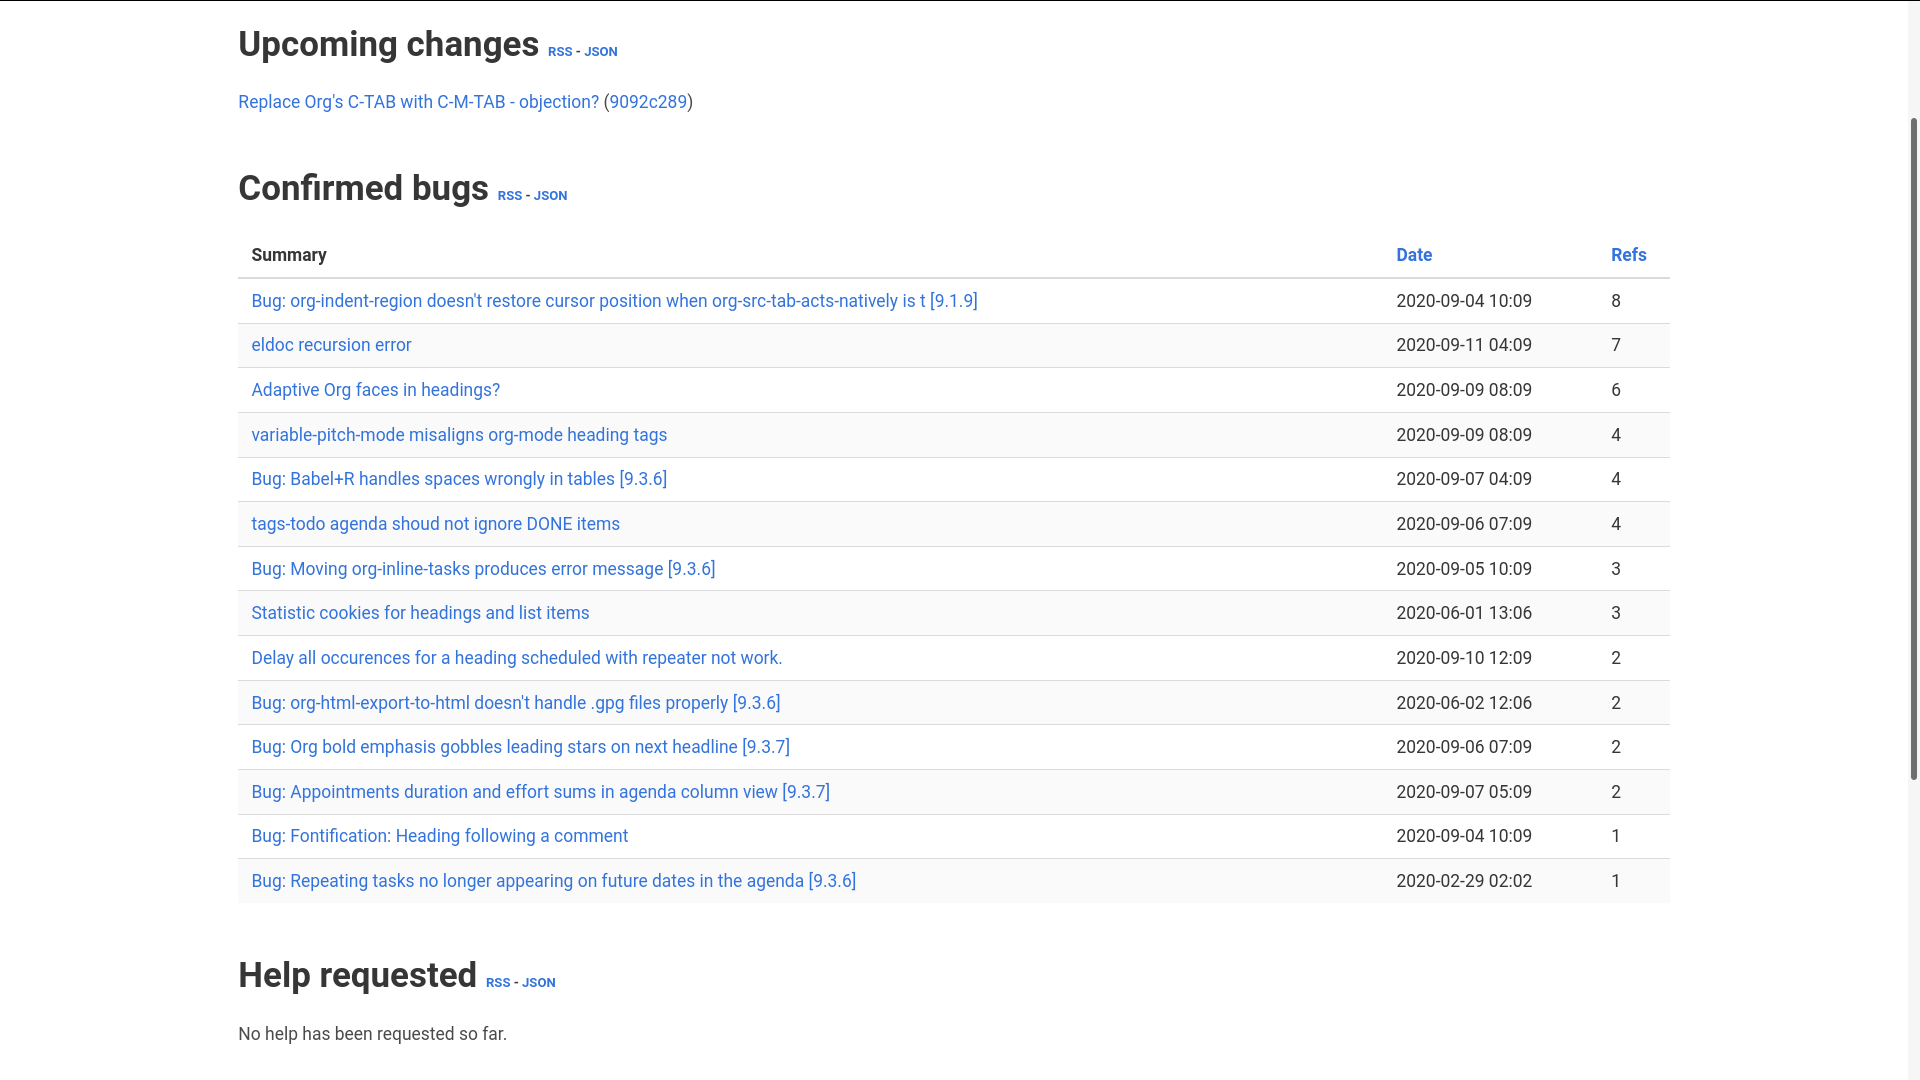 Upcoming changes RSS - JSON
Replace Org's C-TAB with C-M-TAB - objection? (9092c289)
Confirmed bugs RSS - JSON
Summary Date Refs
Bug: org-indent-region doesn't restore cursor position when org-src-tab-acts-natively is t [9.1.9] 2020-09-04 10:09 8
eldoc recursion error 2020-09-11 04:09 7
Adaptive Org faces in headings? 2020-09-09 08:09 6
variable-pitch-mode misaligns org-mode heading tags 2020-09-09 08:09 4
Bug: Babel+R handles spaces wrongly in tables [9.3.6] 2020-09-07 04:09 4
tags-todo agenda shoud not ignore DONE items 2020-09-06 07:09 4
Bug: Moving org-inline-tasks produces error message [9.3.6] 2020-09-05 10:09 3
Statistic cookies for headings and list items 2020-06-01 13:06 3
Delay all occurences for a heading scheduled with repeater not work. 2020-09-10 12:09 2
Bug: org-html-export-to-html doesn't handle .gpg files properly [9.3.6] 2020-06-02 12:06 2
Bug: Org bold emphasis gobbles leading stars on next headline [9.3.7] 2020-09-06 07:09 2
Bug: Appointments duration and effort sums in agenda column view [9.3.7] 2020-09-07 05:09 2
Bug: Fontification: Heading following a comment 2020-09-04 10:09 1
Bug: Repeating tasks no longer appearing on future dates in the agenda [9.3.6] 2020-02-29 02:02 1
Help requested RSS - JSON
No help has been requested so far.